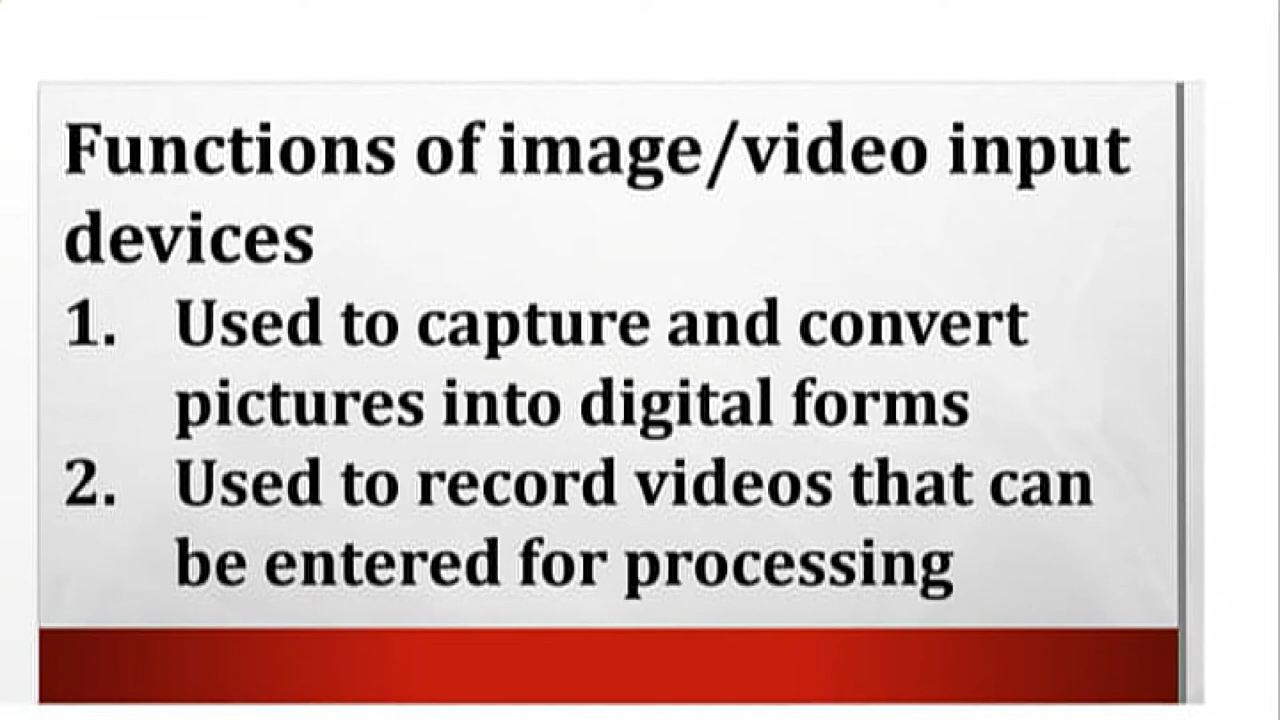 Functions of image/video input
devices
1. Used to capture and convert
pictures into digital forms
2. Used to record videos that can
be entered for processing